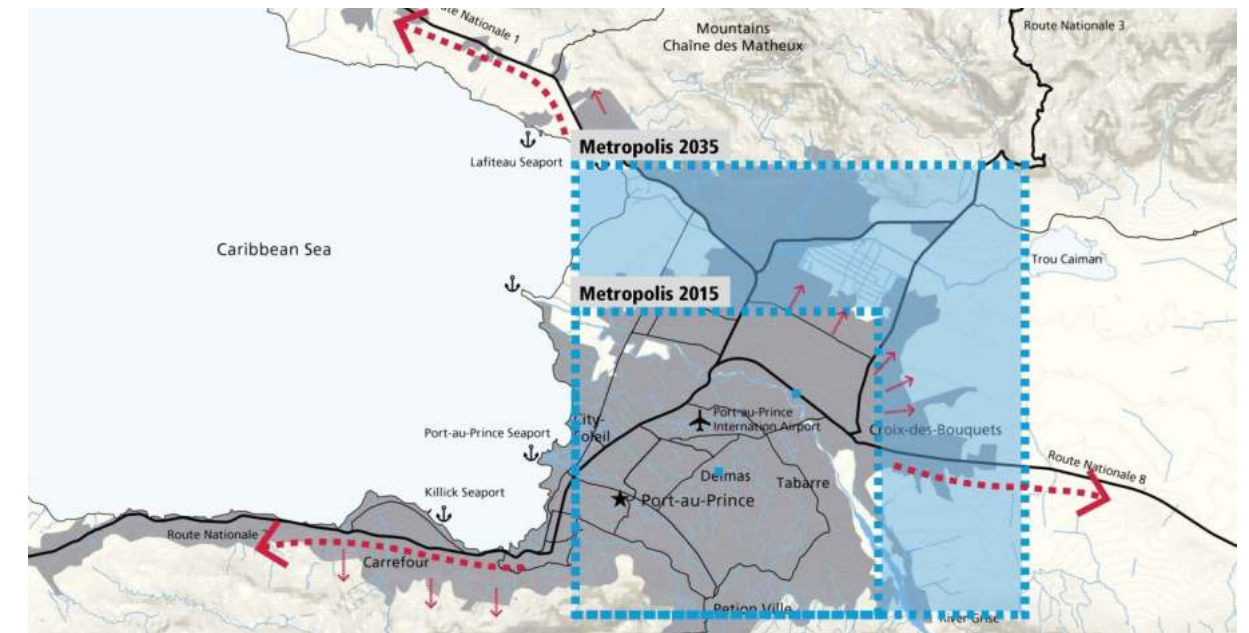 Route Nationale 1
Mountains
Chaîne des Matheux
Route Nationale 3
Metropolis 2035
Lafiteau Seaport
Caribbean Sea
Trou Caiman
Metropolis 2015
Port-au-Prince
Internation Airport
City-
Soleil
Croix-des-Bouquets
Port-au-Prince Seaport
Route Nationale 8
Delmas
Tabarre
Killick Seaport
Port-au-Prince
Route Nationale
Carrefour
Petion Ville
River Grise